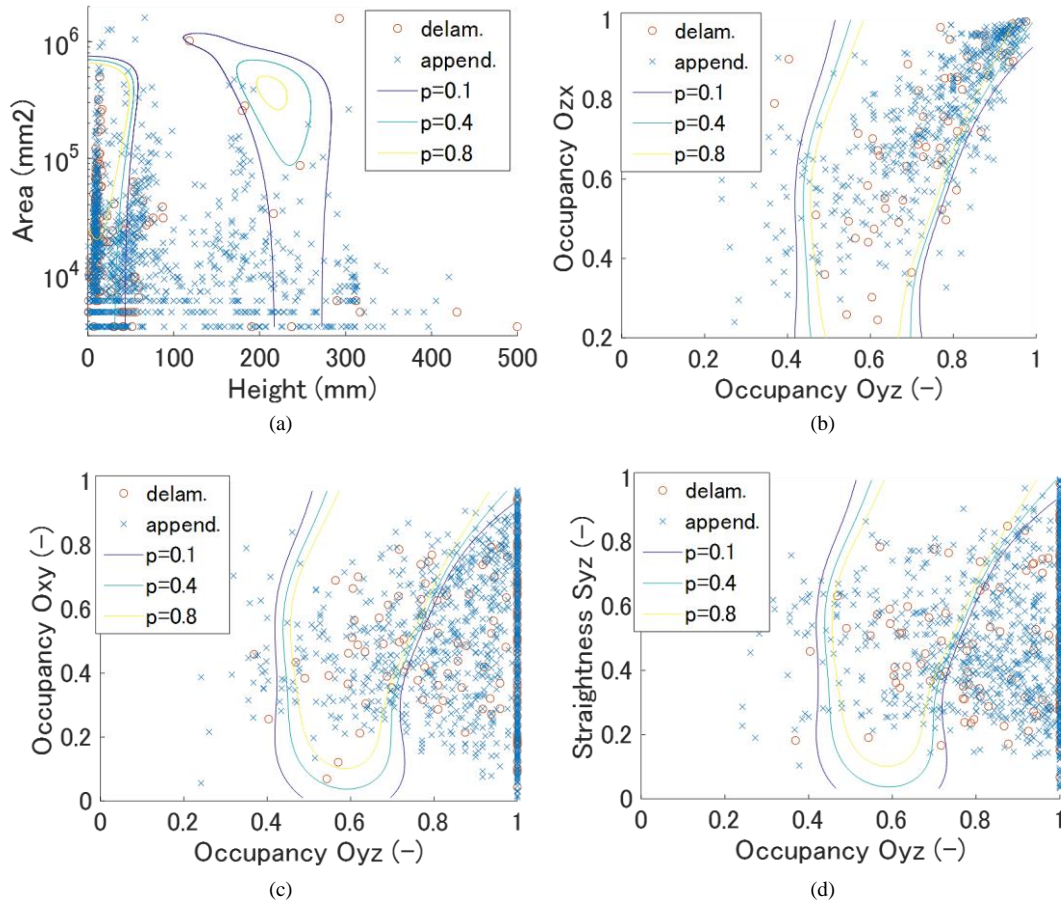 10^6
10^5
10^4
Area (mm2)
0 100 200 300 400 500
Height (mm)
delam.
append.
p=0.1
p=0.4
p=0.8
(a)
1
0.8
0.6
0.4
0.2
Occupancy Ozx
0 0.2 0.4 0.6 0.8 1
Occupancy Oyz (-)
delam.
append.
p=0.1
p=0.4
p=0.8
(b)
1
0.8
0.6
0.4
0.2
0
Occupancy Oxy (-)
0 0.2 0.4 0.6 0.8 1
Occupancy Oyz (-)
delam.
append.
p=0.1
p=0.4
p=0.8
(c)
1
0.8
0.6
0.4
0.2
0
Straightness Syz (-)
0 0.2 0.4 0.6 0.8 1
Occupancy Oyz (-)
delam.
append.
p=0.1
p=0.4
p=0.8
(d)